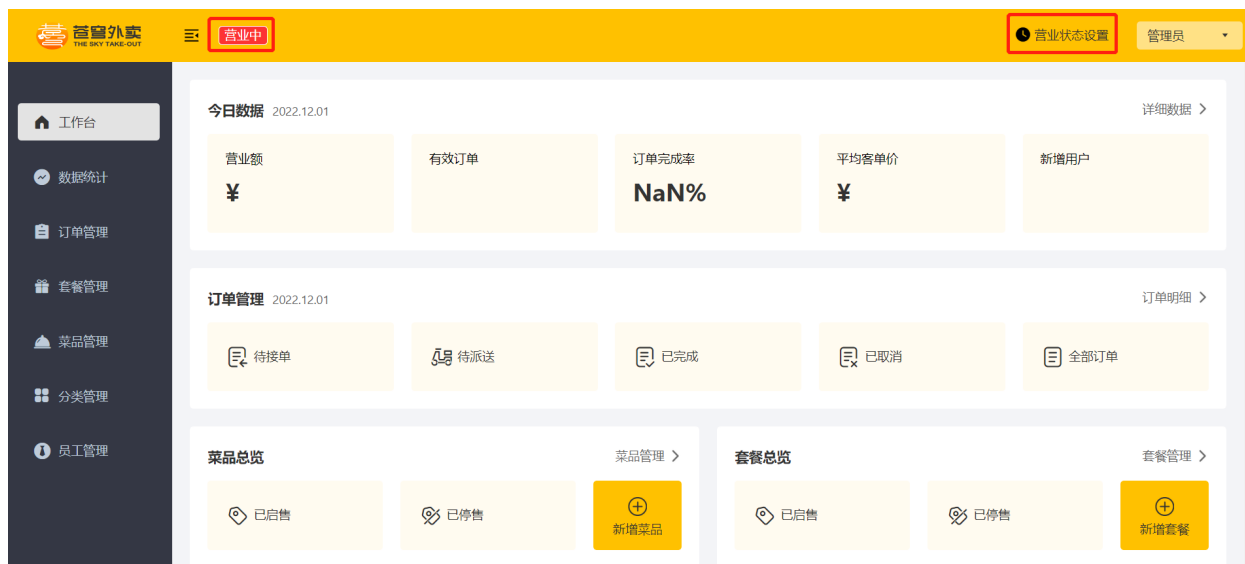 苍穹外卖
THE SKY TAKE-OUT
营业中
营业状态设置
管理员
工作台
数据统计
订单管理
套餐管理
菜品管理
分类管理
员工管理
今日数据 2022.12.01
详细数据
营业额
¥
有效订单
订单完成率
NaN%
平均客单价
¥
新增用户
订单管理 2022.12.01
订单明细
待接单
待派送
已完成
已取消
全部订单
菜品总览
菜品管理
已启售
已停售
新增菜品
套餐总览
套餐管理
已启售
已停售
新增套餐